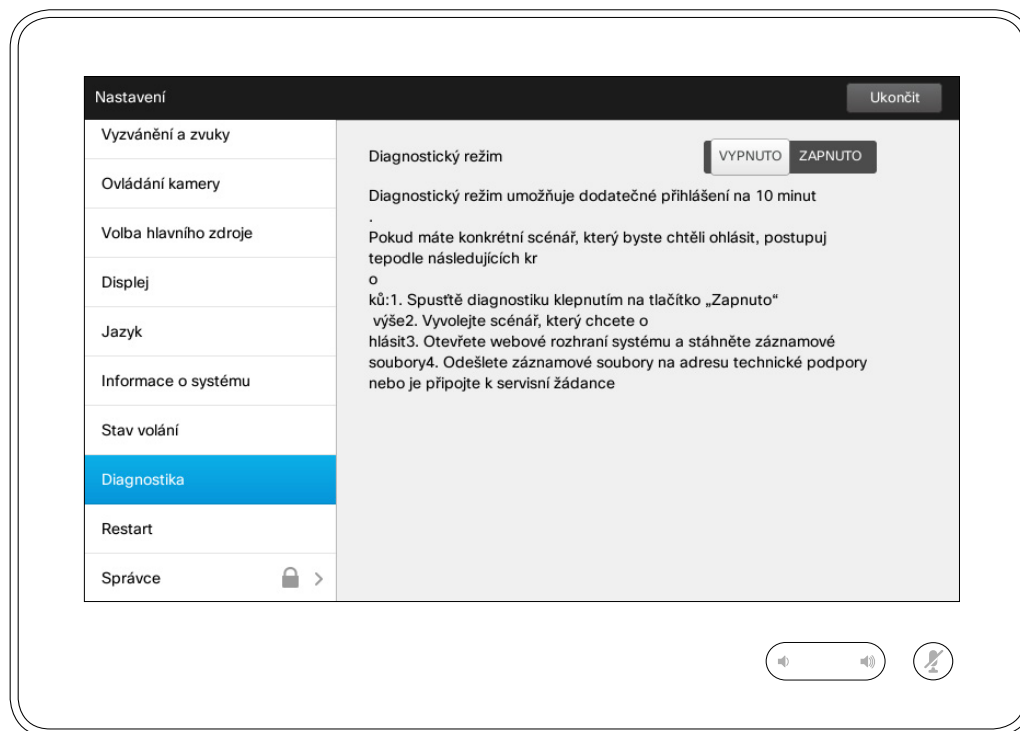 Nastavení
Ukončit
Vyzvánění a zvuky
Ovládání kamery
Volba hlavního zdroje
Displej
Jazyk
Informace o systému
Stav volání
Diagnostika
Restart
Správce
Diagnostický režim
VYPNUTO ZAPNUTO
Diagnostický režim umožňuje dodatečné přihlášení na 10 minut
.
Pokud máte konkrétní scénář, který byste chtěli ohlásit, postupuj
tepodle následujících kr
o
ků:1. Spusťtě diagnostiku klepnutím na tlačítko „Zapnuto“
výše2. Vyvolejte scénář, který chcete o
hlásit3. Otevřete webové rozhraní systému a stáhněte záznamové
soubory4. Odešlete záznamové soubory na adresu technické podpory
nebo je připojte k servisní žádance